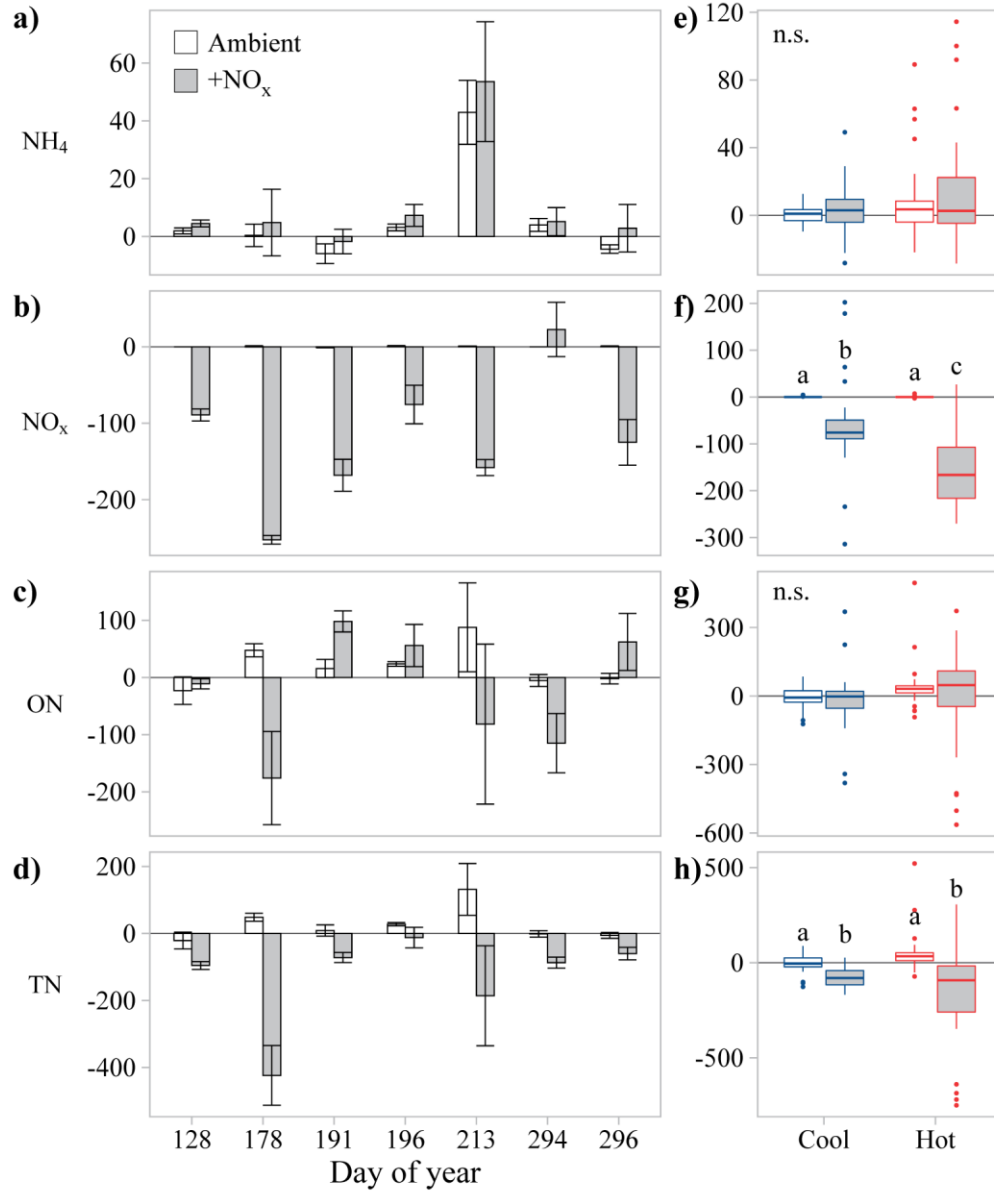 a)
Ambient
+NOₓ
60
40
20
0
NH₄
b)
0
-100
-200
NOₓ
c)
100
0
-100
-200
ON
d)
200
0
-200
-400
TN
128 178 191 196 213 294 296
Day of year
e)
n.s.
120
80
40
0
f)
200
100
0
-100
-200
-300
a b a c
g)
n.s.
300
0
-300
-600
h)
500
0
-500
a b a b
Cool Hot